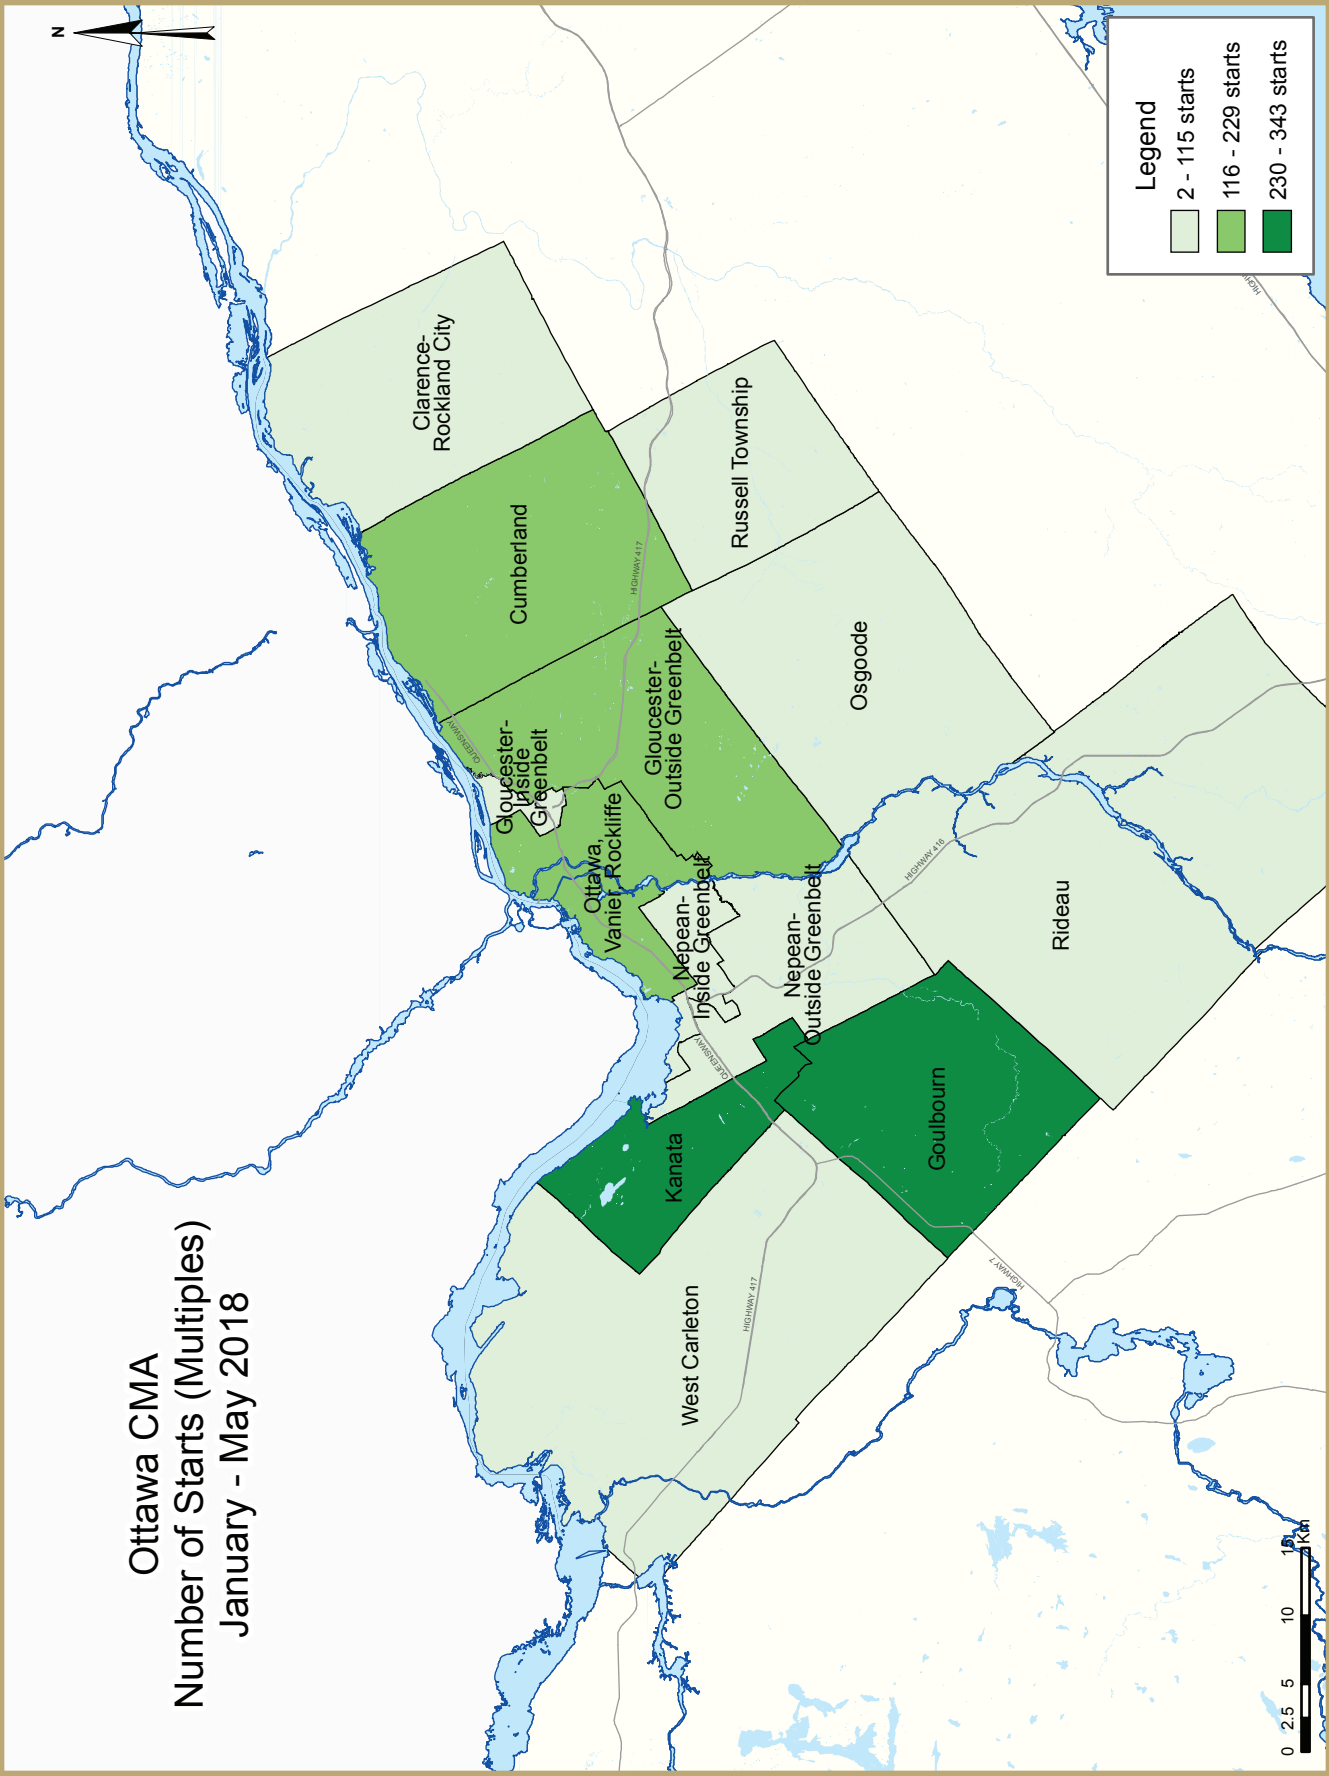 Ottawa CMA
Number of Starts (Multiples)
January - May 2018
N
Legend
2 - 115 starts
116 - 229 starts
230 - 343 starts
Clarence-
Rockland City
Cumberland
Russell Township
Gloucester-
Outside Greenbelt
Gloucester-
Inside
Greenbelt
Osgoode
Ottawa,
Vanier, Rockliffe
Nepean-
Inside Greenbelt
Nepean-
Outside Greenbelt
Rideau
Kanata
Goulbourn
West Carleton
QUEENSWAY
HIGHWAY 417
HIGHWAY 416
QUEENSWAY
HIGHWAY 417
HIGHWAY 7
HIGHW
0 2.5 5 10 15
Km